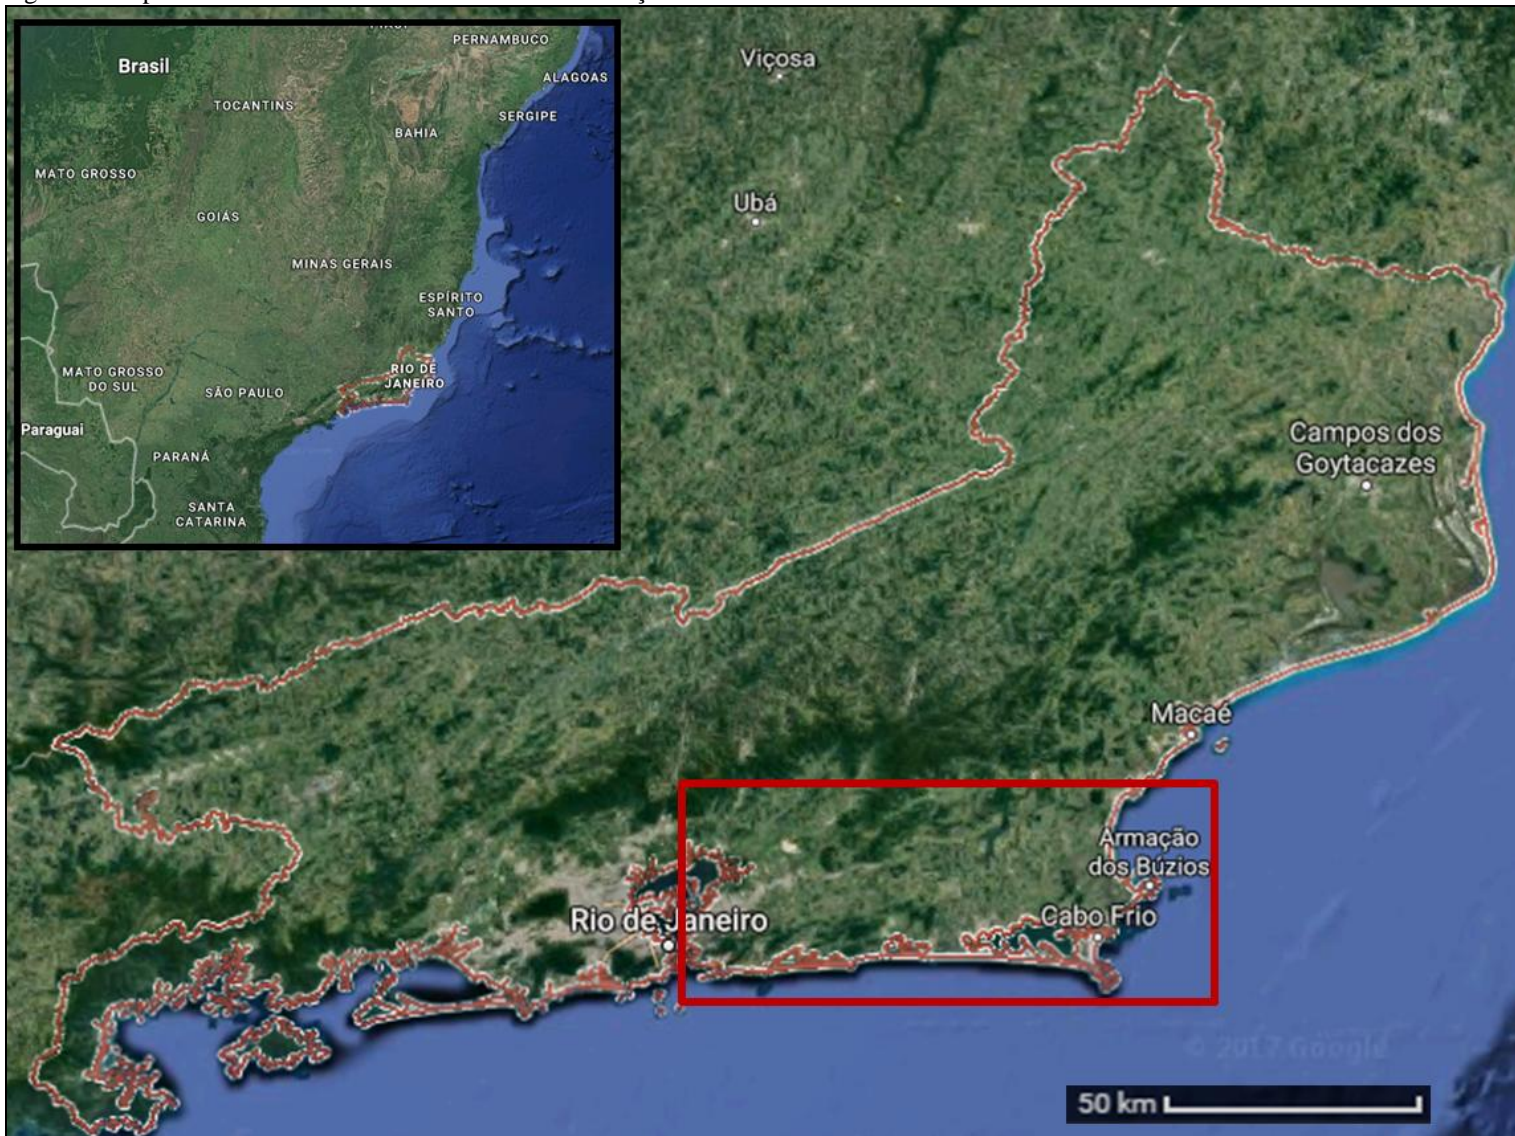 Brasil
PERNAMBUCO
ALAGOAS
TOCANTINS
SERGIPE
BAHIA
MATO GROSSO
GOIÁS
MINAS GERAIS
ESPÍRITO
SANTO
RIO DE
JANEIRO
MATO GROSSO
DO SUL
SÃO PAULO
Paraguai
PARANÁ
SANTA
CATARINA
Viçosa
Ubá
Campos dos
Goytacazes
Macaé
Armação
dos Búzios
Cabo Frio
Rio de Janeiro
© 2017 Google
50 km